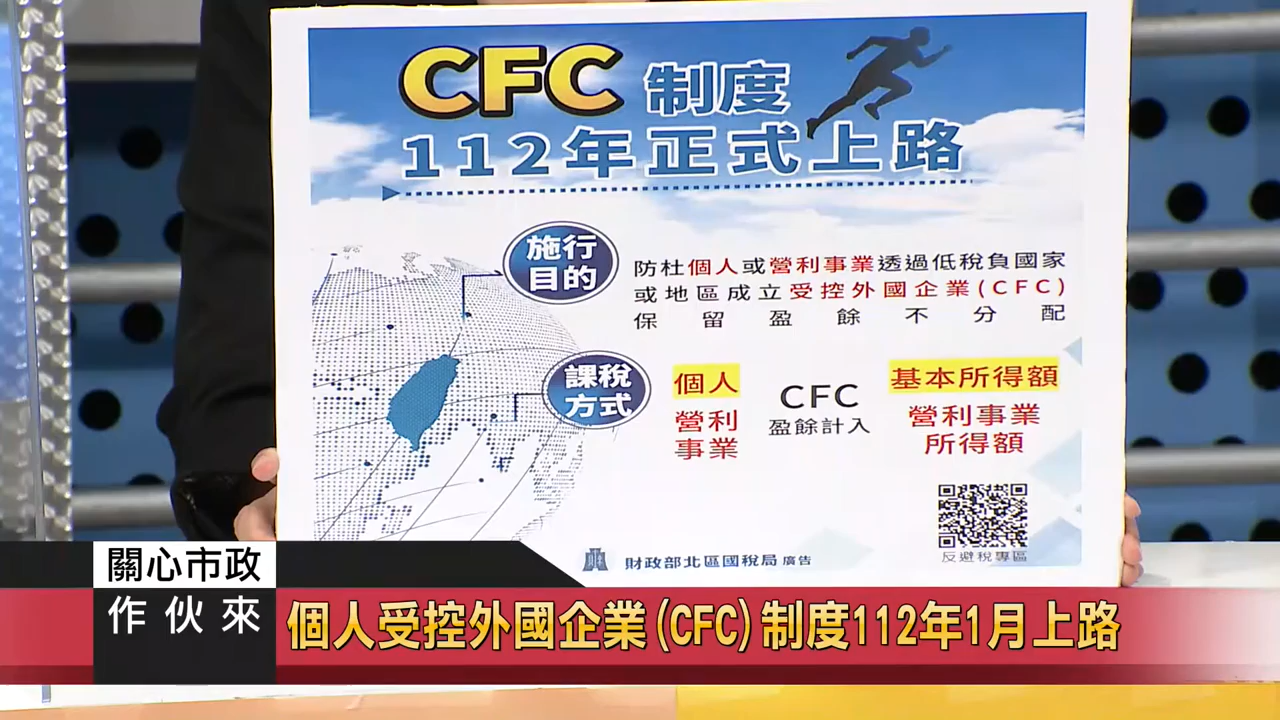 CFC 制度
112年正式上路
施行
目的
防杜個人或營利事業透過低稅負國家
或地區成立受控外國企業(CFC)
保留盈餘不分配
課稅
方式
個人
營利
事業
CFC
盈餘計入
基本所得額
營利事業
所得額
反避稅專區
財政部北區國稅局 廣告
關心市政
作伙來
個人受控外國企業(CFC)制度112年1月上路